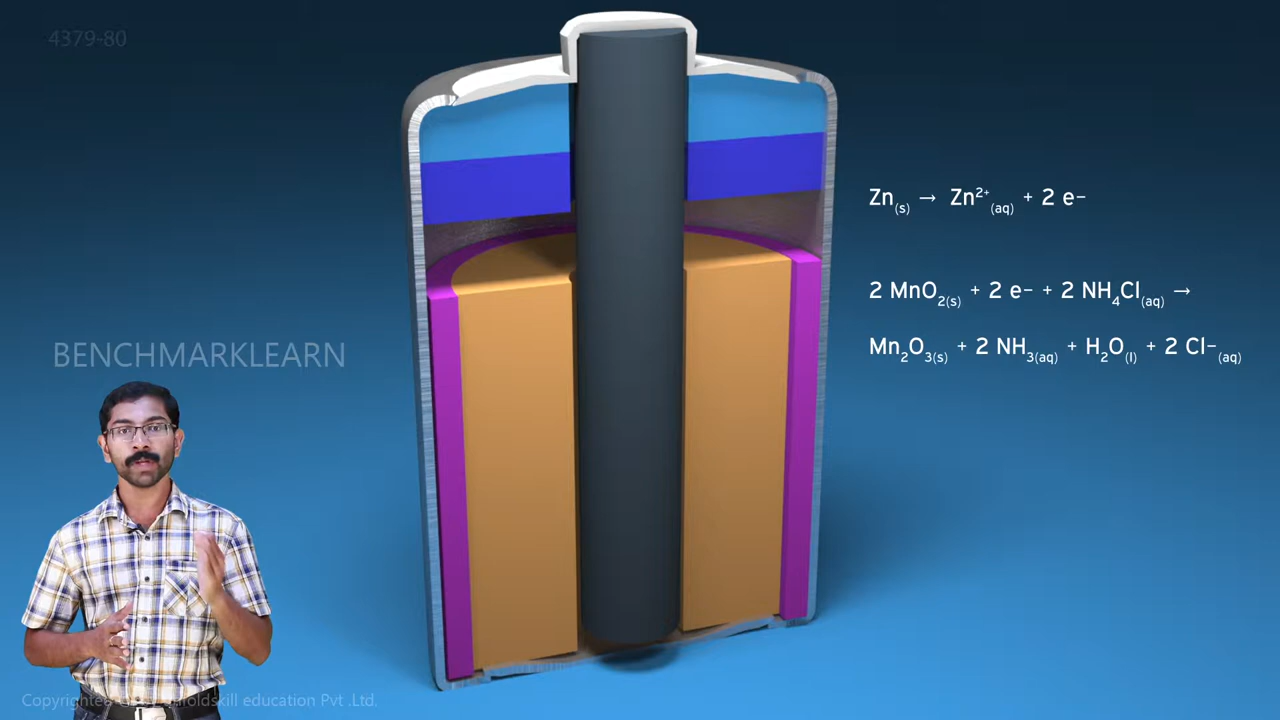 4379-80
Zn(s) → Zn²⁺(aq) + 2 e−
2 MnO₂(s) + 2 e− + 2 NH₄Cl(aq) →
Mn₂O₃(s) + 2 NH₃(aq) + H₂O(l) + 2 Cl−(aq)
BENCHMARKLEARN
education Pvt .Ltd.